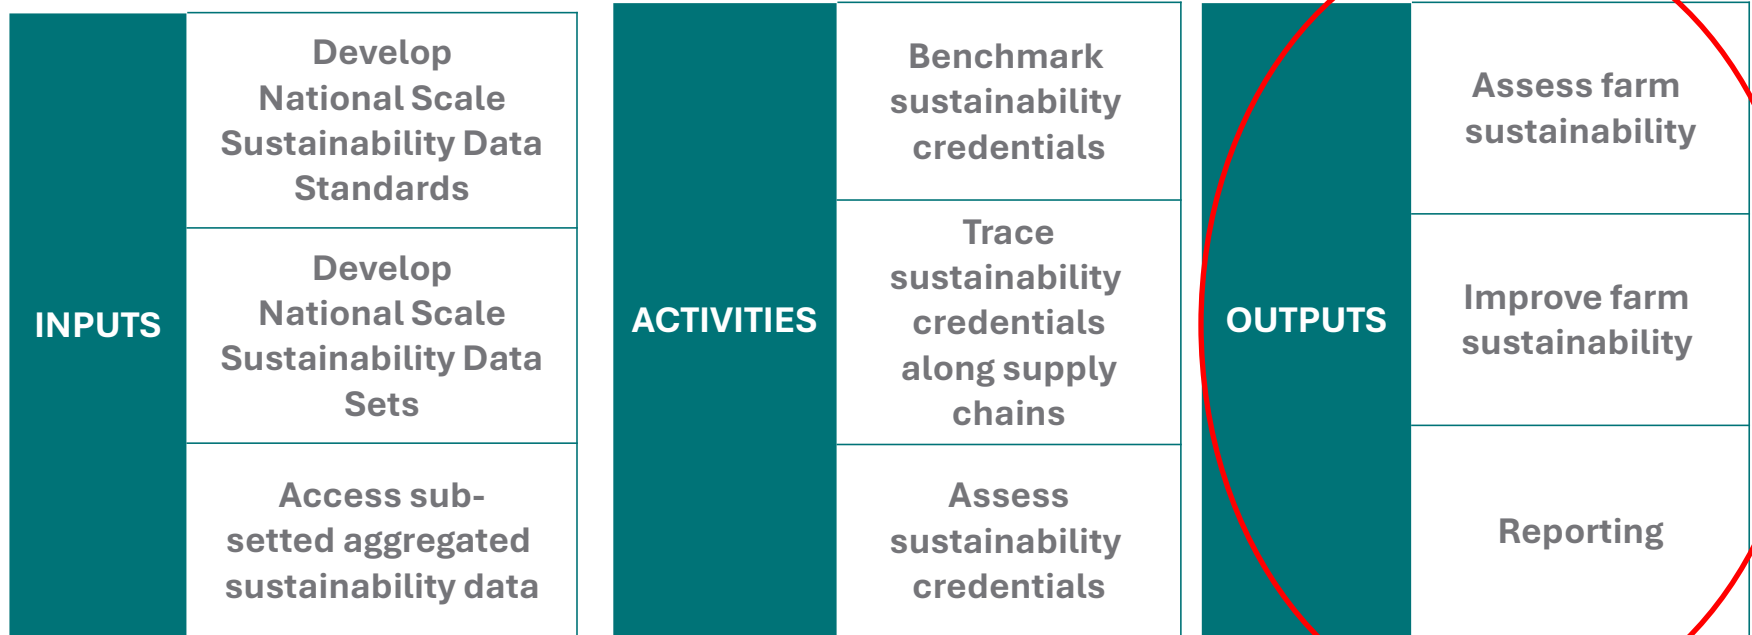 INPUTS
Develop
National Scale
Sustainability Data
Standards
Develop
National Scale
Sustainability Data
Sets
Access sub-
setted aggregated
sustainability data
ACTIVITIES
Benchmark
sustainability
credentials
Trace
sustainability
credentials
along supply
chains
Assess
sustainability
credentials
OUTPUTS
Assess farm
sustainability
Improve farm
sustainability
Reporting